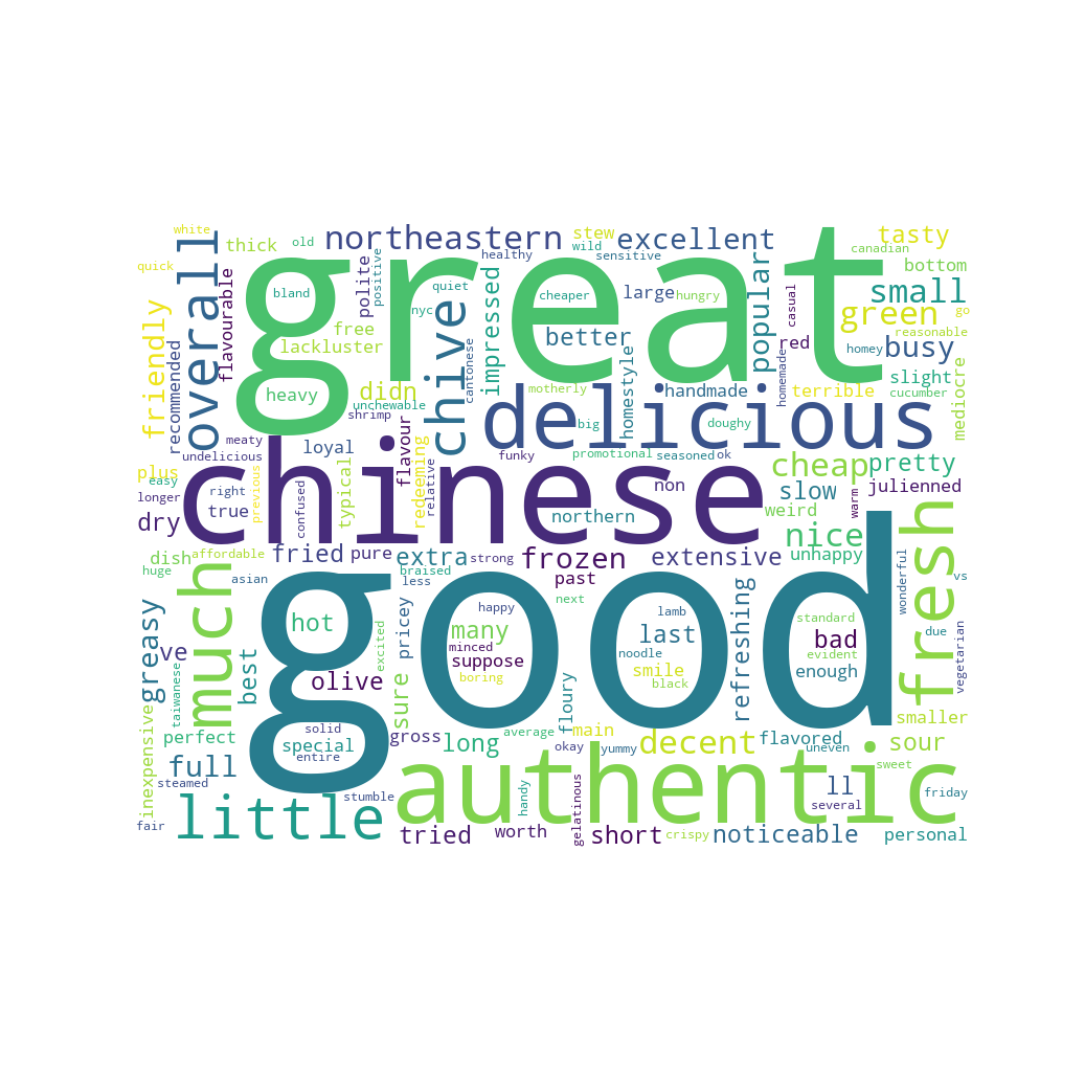 white
quick
thick
old
northeastern
stew
wild
excellent
tasty
canadian
bottom
great
overall
flavourable
polite
positive
healthy
sensitive
quiet
impressed
bland
nyc
cheaper
large
hungry
popular
casual
small
go
green
reasonable
friendly
recommended
free
lackluster
chive
cantonese
better
red
homey
busy
homemade
heavy
didn
unchewable
shrimp
motherly
homestyle
handmade
terrible
slight
cucumber
mediocre
delicious
big
doughy
meaty
undelicious
loyal
flavour
redeeming
relative
funky
promotional
seasoned
ok
plus
easy
longer
right
true
previous
confused
typical
chinese
non
cheap
pretty
slow
julienned
warm
weird
northern
dry
dish
affordable
fried
pure
extra
strong
frozen
extensive
unhappy
huge
asian
braised
less
past
next
nice
fresh
wonderful
vs
greasy
ve
much
taiwanese
best
hot
excited
pricey
happy
many
minced
suppose
boring
lamb
last
noodle
smile
black
refreshing
standard
bad
evident
enough
due
vegetarian
good
olive
sure
floury
inexpensive
perfect
solid
special
entire
gross
long
average
main
okay
yummy
decent
flavored
uneven
sour
smaller
full
steamed
authentic
sweet
ll
several
friday
fair
little
stumble
handy
gelatinous
tried
worth
short
crispy
noticeable
personal